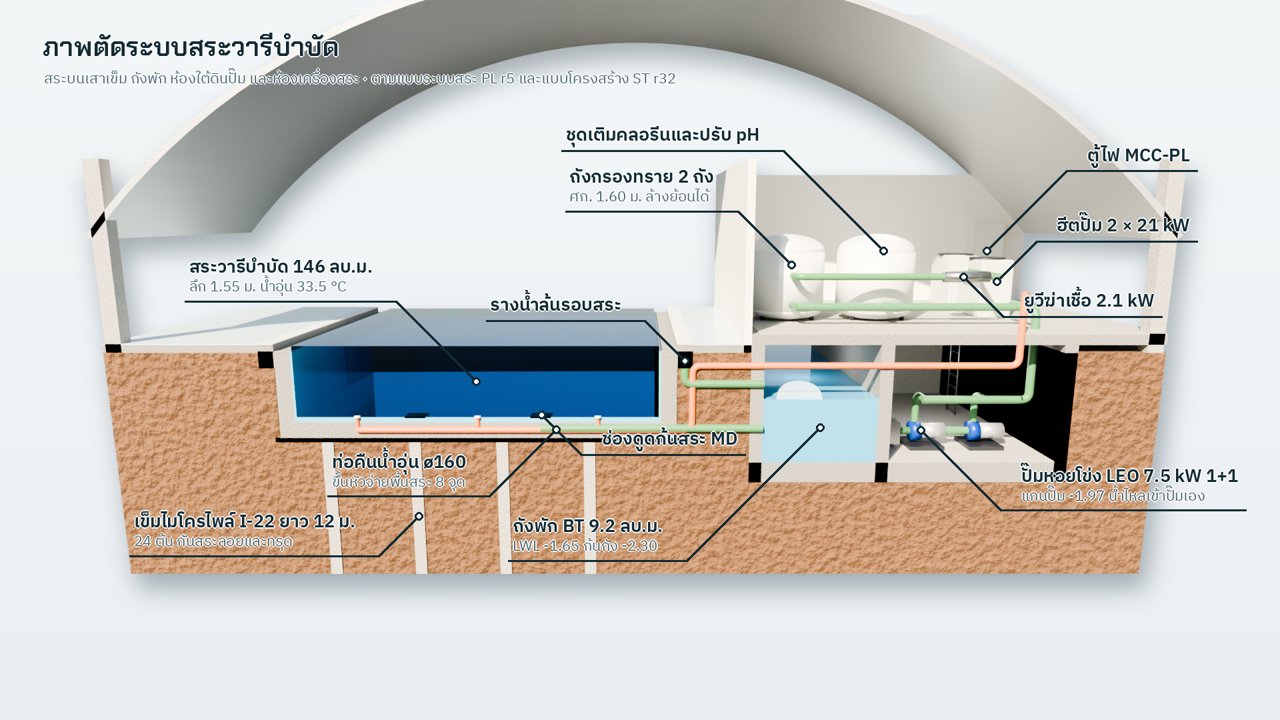 ภาพตัดระบบสระวารีบำบัด
สระบนเสาเข็ม ถังพัก ห้องใต้ดินปั๊ม และห้องเครื่องสระ · ตามแบบระบบสระ PL r5 และแบบโครงสร้าง ST r32
ชุดเติมคลอรีนและปรับ pH
ตู้ไฟ MCC-PL
ถังกรองทราย 2 ถัง
ศก. 1.60 ม. ล้างย้อนได้
ฮีตปั๊ม 2 × 21 kW
สระวารีบำบัด 146 ลบ.ม.
ลึก 1.55 ม. น้ำอุ่น 33.5 °C
รางน้ำล้นรอบสระ
ยูวีฆ่าเชื้อ 2.1 kW
ช่องดูดก้นสระ MD
ท่อคืนน้ำอุ่น ø160
ขึ้นหัวจ่ายพื้นสระ 8 จุด
ปั๊มหอยโข่ง LEO 7.5 kW 1+1
แกนปั๊ม -1.97 น้ำไหลเข้าปั๊มเอง
เข็มไมโครไพล์ I-22 ยาว 12 ม.
24 ต้น กันสระลอยและทรุด
ถังพัก BT 9.2 ลบ.ม.
LWL -1.65 ก้นถัง -2.30